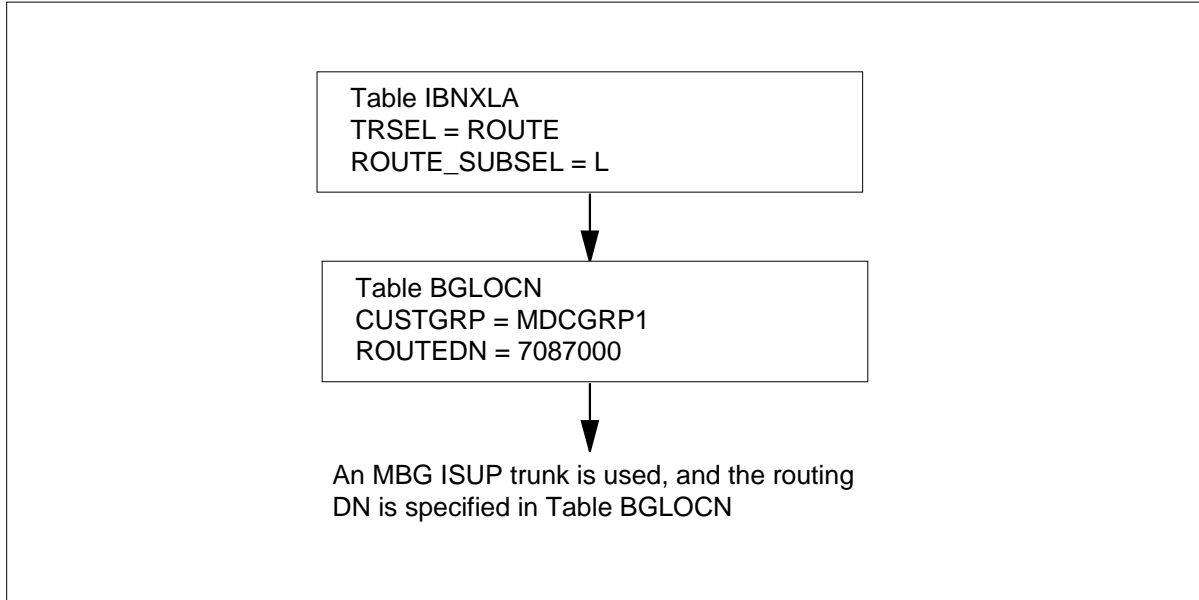 Table IBNXLA
TRSEL = ROUTE
ROUTE_SUBSEL = L
Table BGLOCN
CUSTGRP = MDCGRP1
ROUTEDN = 7087000
An MBG ISUP trunk is used, and the routing
DN is specified in Table BGLOCN